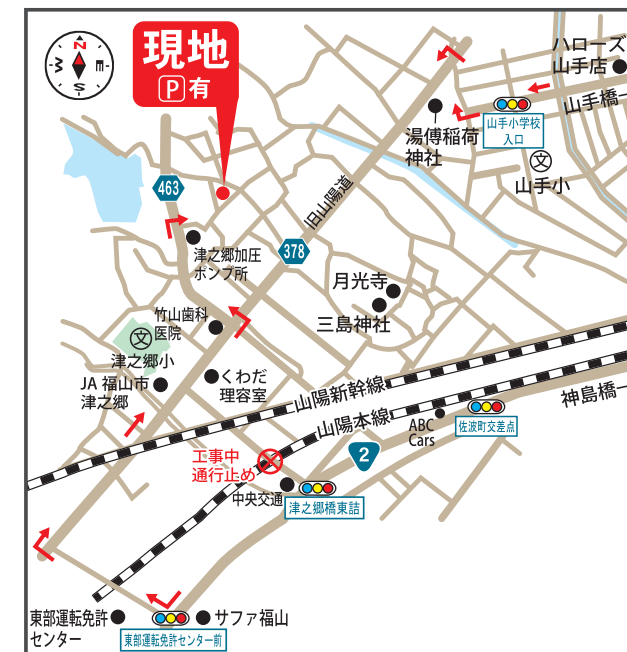 現地
P有
N
W
E
S
ハローズ
山手店
山手橋
山手小学校
入口
湯傅稲荷
神社
文
山手小
463
旧山陽道
津之郷加圧
ポンプ所
378
月光寺
三島神社
竹山歯科
医院
文
津之郷小
JA 福山市
津之郷
くわだ
理容室
山陽新幹線
山陽本線
神島橋
ABC
Cars
佐波町交差点
工事中
通行止め
2
中央交通
津之郷橋東詰
東部運転免許
センター
サファ福山
東部運転免許センター前